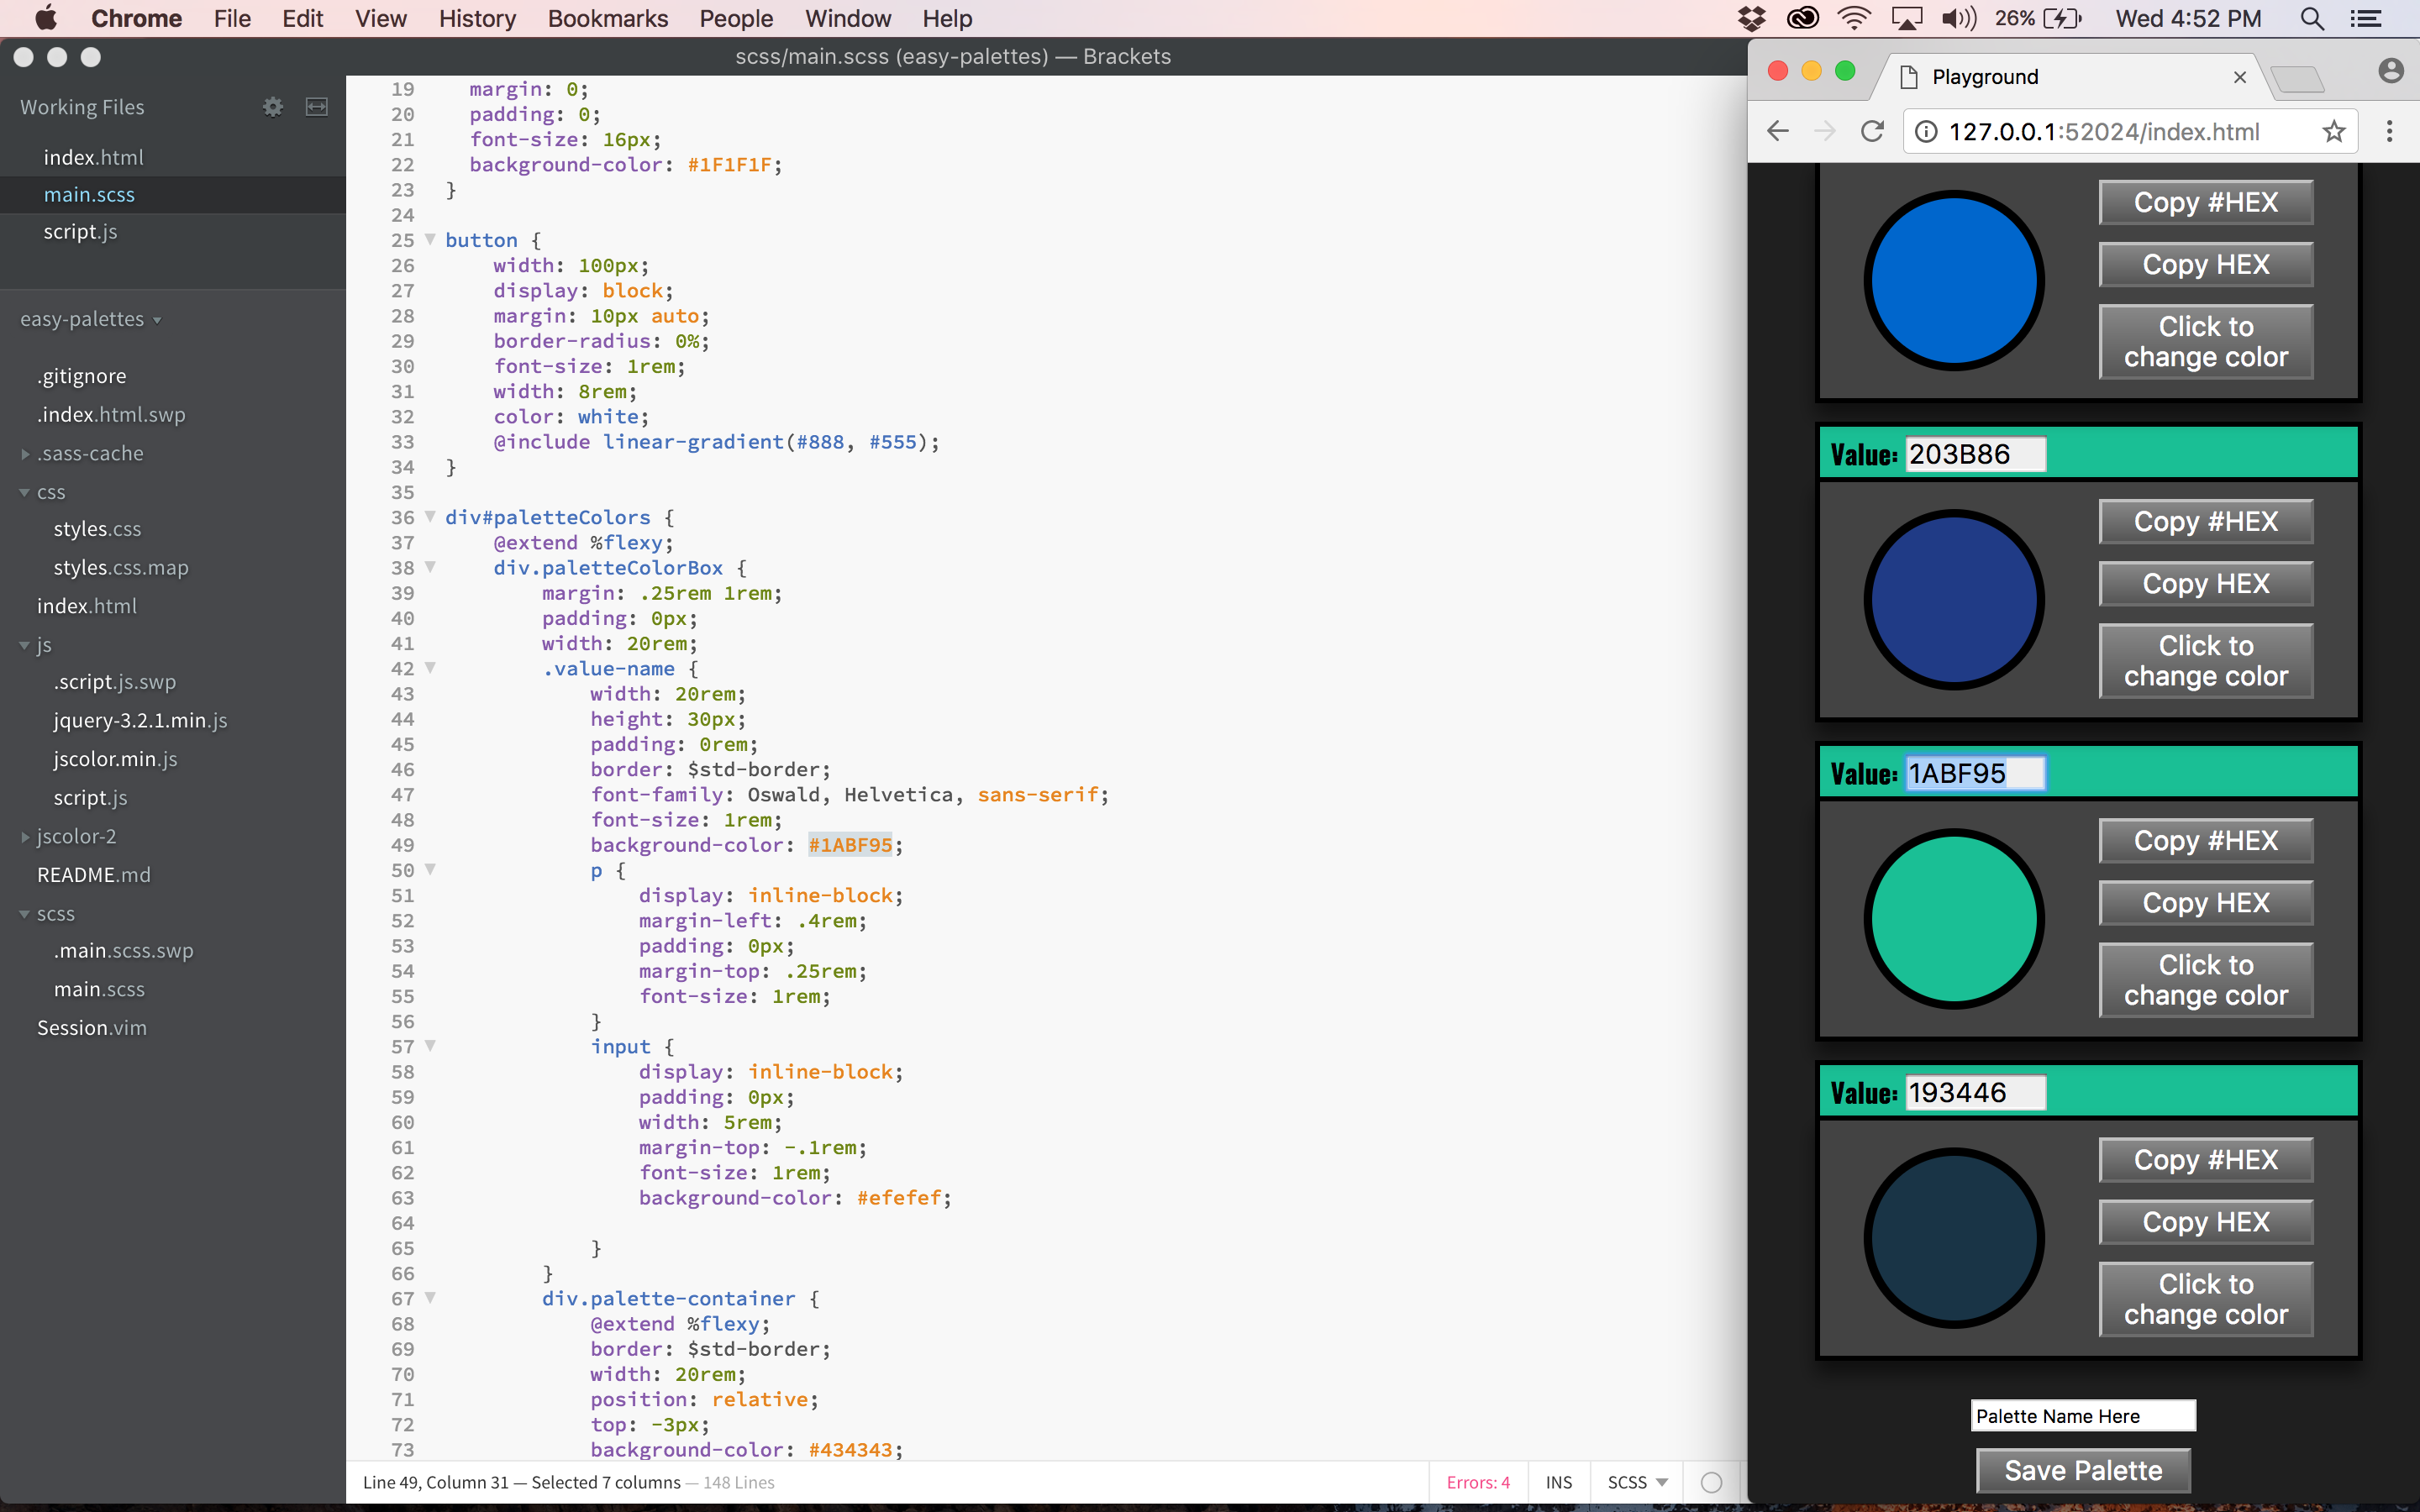 Chrome File Edit View History Bookmarks People Window Help 26% Wed 4:52 PM
scss/main.scss (easy-palettes) — Brackets
Working Files
index.html
main.scss
script.js
easy-palettes
.gitignore
.index.html.swp
.sass-cache
css
styles.css
styles.css.map
index.html
js
.script.js.swp
jquery-3.2.1.min.js
jscolor.min.js
script.js
jscolor-2
README.md
scss
.main.scss.swp
main.scss
Session.vim
19 margin: 0;
20 padding: 0;
21 font-size: 16px;
22 background-color: #1F1F1F;
23 }
24
25 button {
26 width: 100px;
27 display: block;
28 margin: 10px auto;
29 border-radius: 0%;
30 font-size: 1rem;
31 width: 8rem;
32 color: white;
33 @include linear-gradient(#888, #555);
34 }
35
36 div#paletteColors {
37 @extend %flexy;
38 div.paletteColorBox {
39 margin: .25rem 1rem;
40 padding: 0px;
41 width: 20rem;
42 .value-name {
43 width: 20rem;
44 height: 30px;
45 padding: 0rem;
46 border: $std-border;
47 font-family: Oswald, Helvetica, sans-serif;
48 font-size: 1rem;
49 background-color: #1ABF95;
50 p {
51 display: inline-block;
52 margin-left: .4rem;
53 padding: 0px;
54 margin-top: .25rem;
55 font-size: 1rem;
56 }
57 input {
58 display: inline-block;
59 padding: 0px;
60 width: 5rem;
61 margin-top: -.1rem;
62 font-size: 1rem;
63 background-color: #efefef;
64
65 }
66 }
67 div.palette-container {
68 @extend %flexy;
69 border: $std-border;
70 width: 20rem;
71 position: relative;
72 top: -3px;
73 background-color: #434343;
Line 49, Column 31 — Selected 7 columns — 148 Lines
Errors: 4 INS SCSS
Playground
127.0.0.1:52024/index.html
Copy #HEX
Copy HEX
Click to
change color
Value: 203B86
Copy #HEX
Copy HEX
Click to
change color
Value: 1ABF95
Copy #HEX
Copy HEX
Click to
change color
Value: 193446
Copy #HEX
Copy HEX
Click to
change color
Palette Name Here
Save Palette